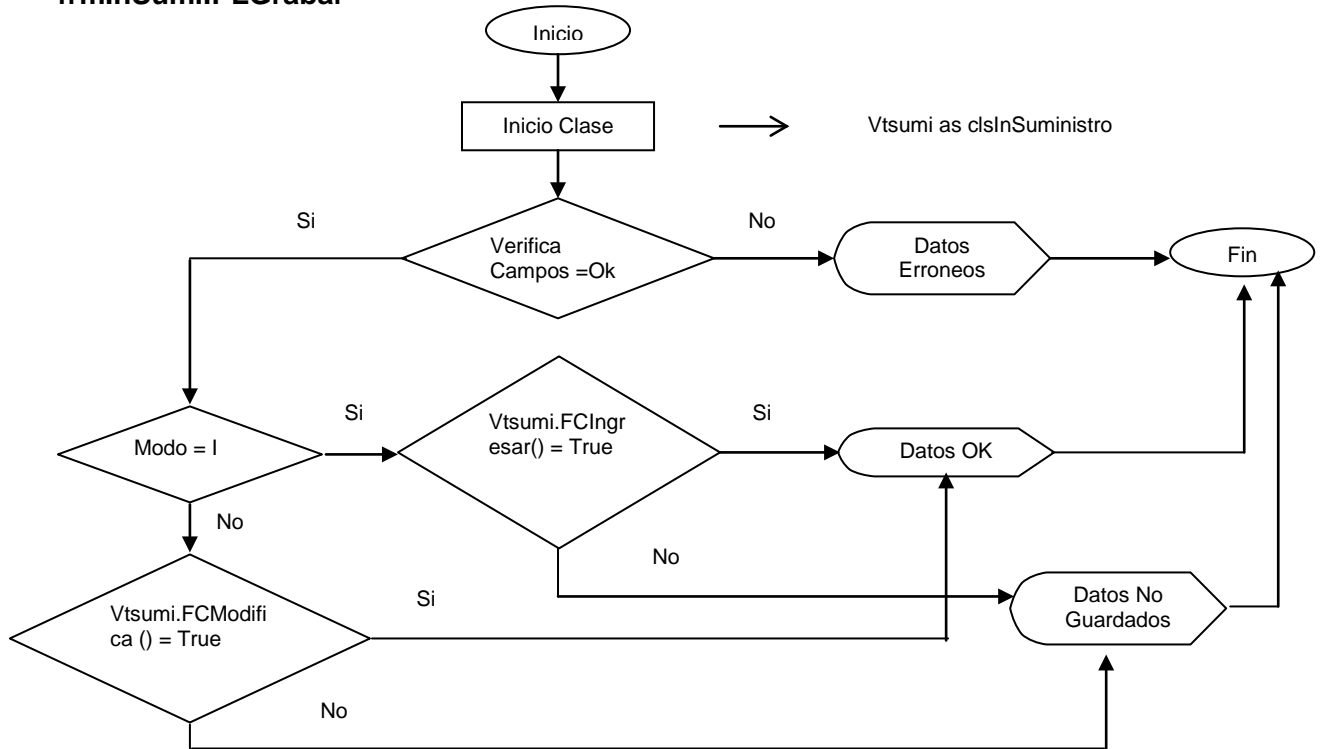 Inicio
Inicio Clase
Vtsumi as clsInSuministro
Si
No
Verifica
Campos =Ok
Datos
Erroneos
Fin
Modo = I
Si
Vtsumi.FCIngr
esar() = True
Si
Datos OK
No
No
Vtsumi.FCModifi
ca () = True
Si
Datos No
Guardados
No